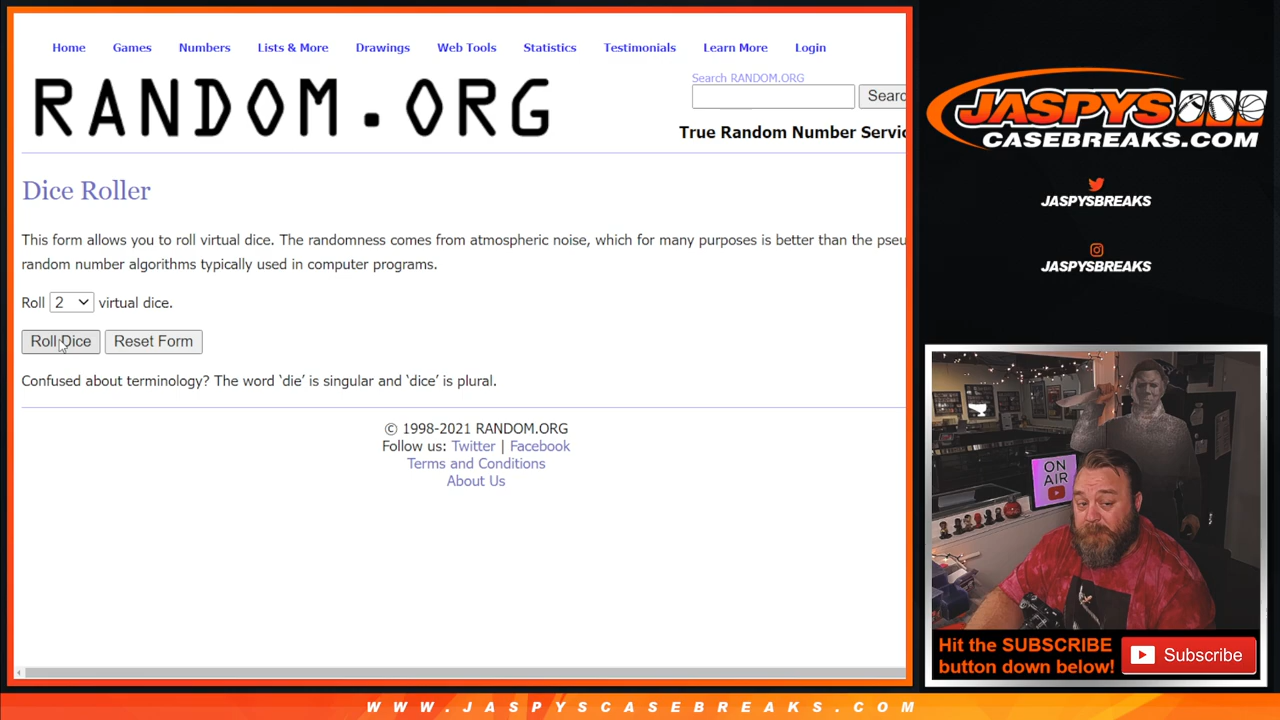 Home Games Numbers Lists & More Drawings Web Tools Statistics Testimonials Learn More Login
RANDOM.ORG
Search RANDOM.ORG
Searc
True Random Number Servic
Dice Roller
This form allows you to roll virtual dice. The randomness comes from atmospheric noise, which for many purposes is better than the pseu
random number algorithms typically used in computer programs.
Roll 2 virtual dice.
Roll Dice Reset Form
Confused about terminology? The word ‘die’ is singular and ‘dice’ is plural.
© 1998-2021 RANDOM.ORG
Follow us: Twitter | Facebook
Terms and Conditions
About Us
JASPYS
CASEBREAKS.COM
JASPYSBREAKS
JASPYSBREAKS
ON
AIR
Hit the SUBSCRIBE
button down below!
Subscribe
WWW.JASPYSCASEBREAKS.COM